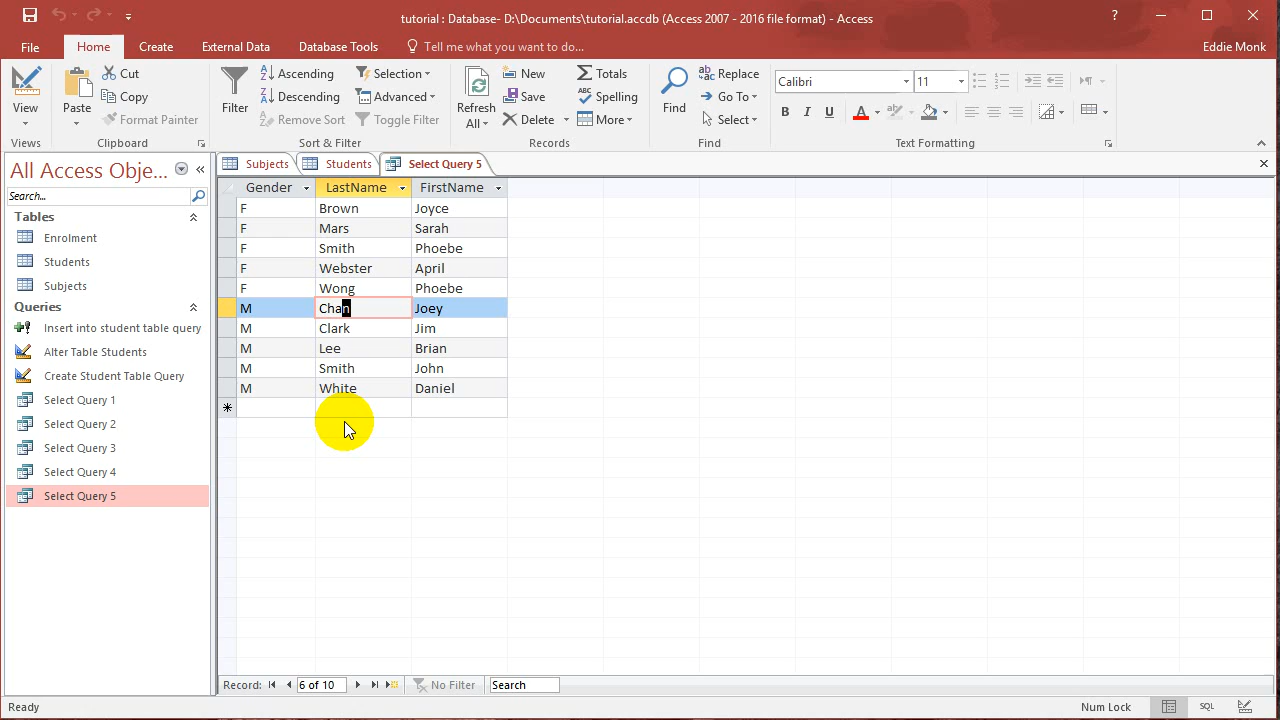 tutorial : Database- D:\Documents\tutorial.accdb (Access 2007 - 2016 file format) - Access
?
File Home Create External Data Database Tools Tell me what you want to do... Eddie Monk
View
Views
Paste
Cut
Copy
Format Painter
Clipboard
Filter
Ascending
Descending
Remove Sort
Selection
Advanced
Toggle Filter
Sort & Filter
Refresh
All
New
Save
Delete
Totals
Spelling
More
Records
Find
Replace
Go To
Select
Find
Calibri 11
B I U A
Text Formatting
All Access Obje...
Search...
Tables
Enrolment
Students
Subjects
Queries
Insert into student table query
Alter Table Students
Create Student Table Query
Select Query 1
Select Query 2
Select Query 3
Select Query 4
Select Query 5
Subjects Students Select Query 5
Gender LastName FirstName
F Brown Joyce
F Mars Sarah
F Smith Phoebe
F Webster April
F Wong Phoebe
M Chan Joey
M Clark Jim
M Lee Brian
M Smith John
M White Daniel
*
Record: 6 of 10 No Filter Search
Ready Num Lock SQL